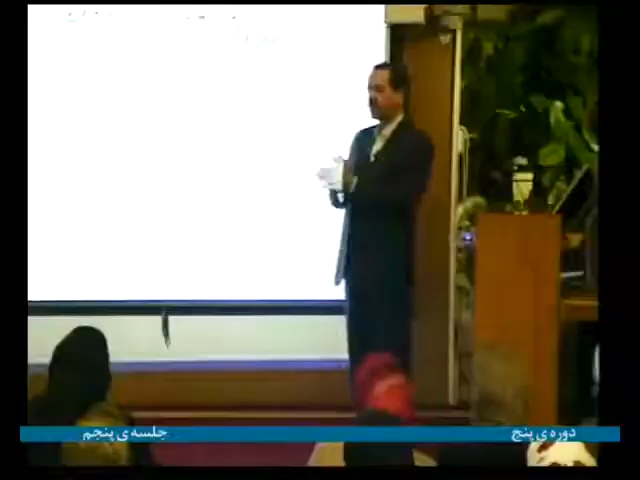 دوره ی پنج
جلسه ی پنجم